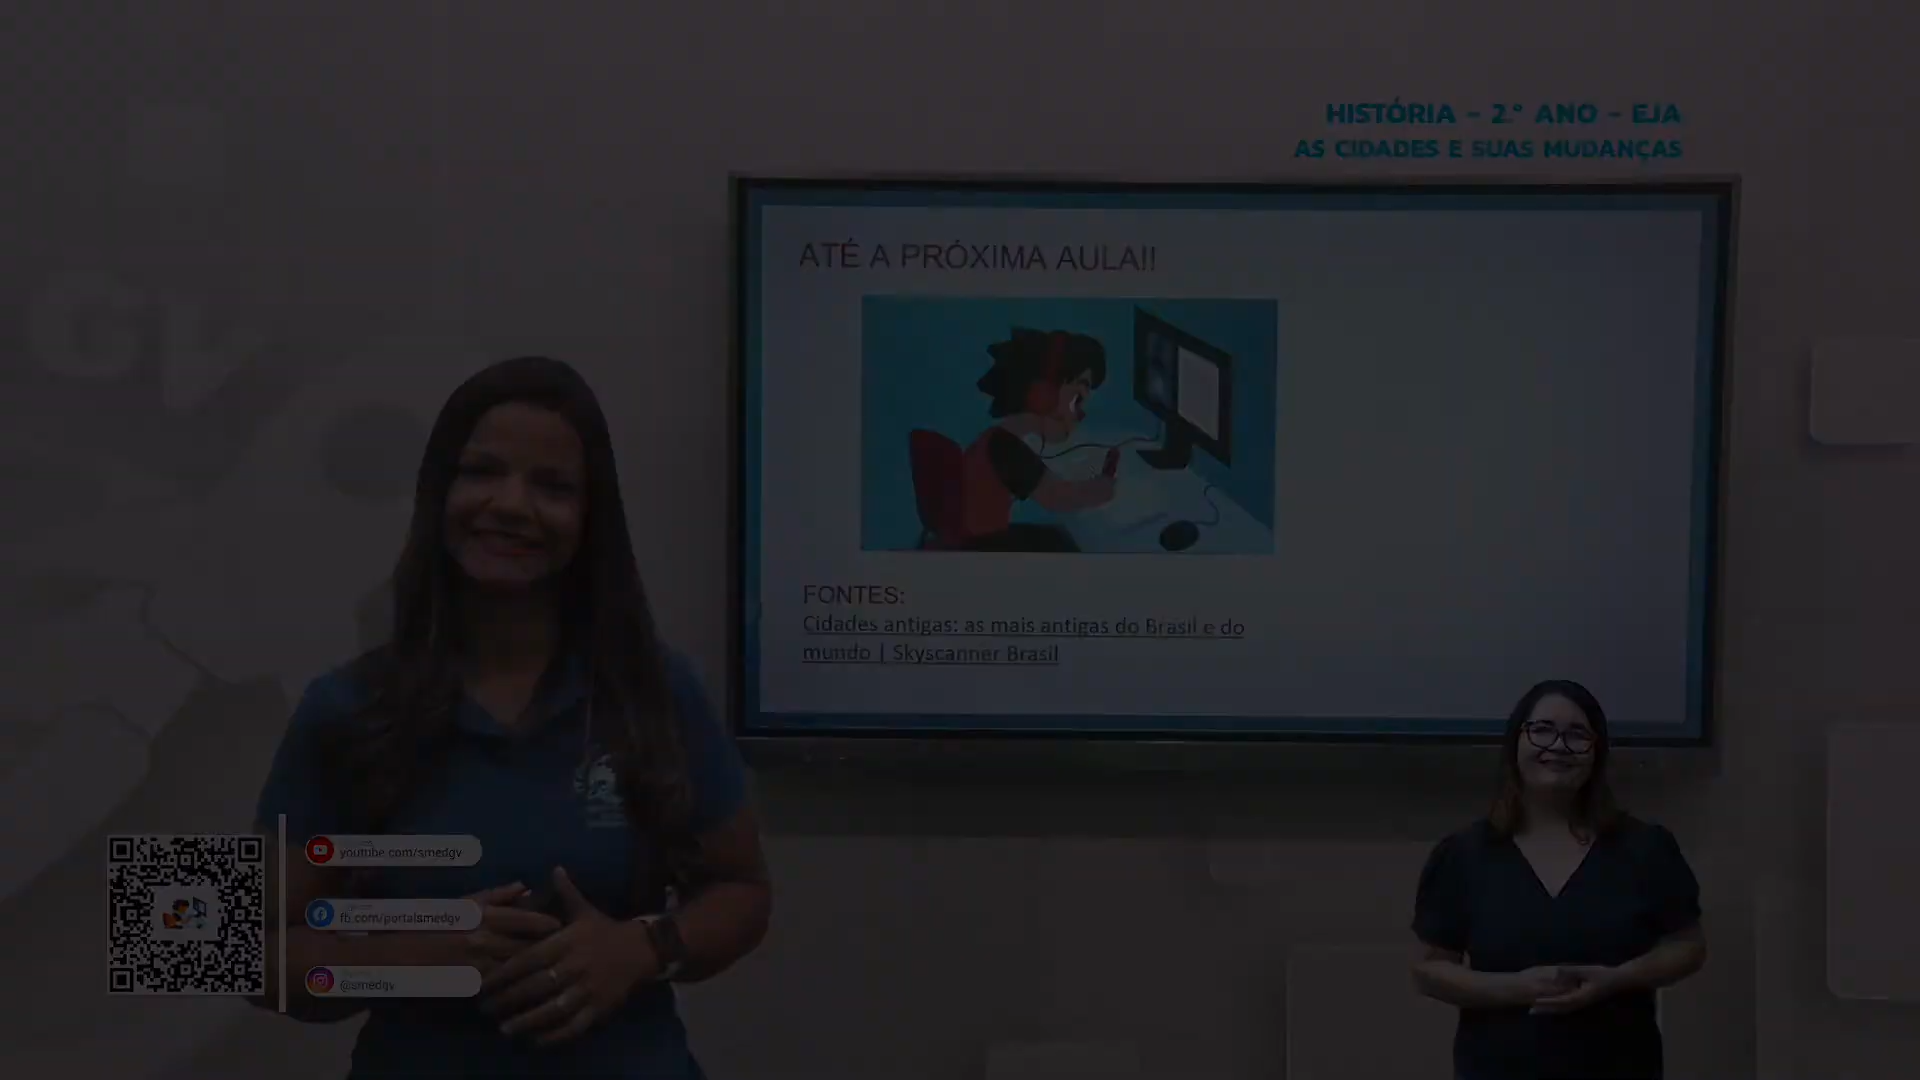 HISTÓRIA - 2.º ANO - EJA
AS CIDADES E SUAS MUDANÇAS
ATÉ A PRÓXIMA AULA!!
FONTES:
Cidades antigas: as mais antigas do Brasil e do
mundo | Skyscanner Brasil
GV
youtube.com/smedgv
fb.com/portalsmedgv
@smedgv